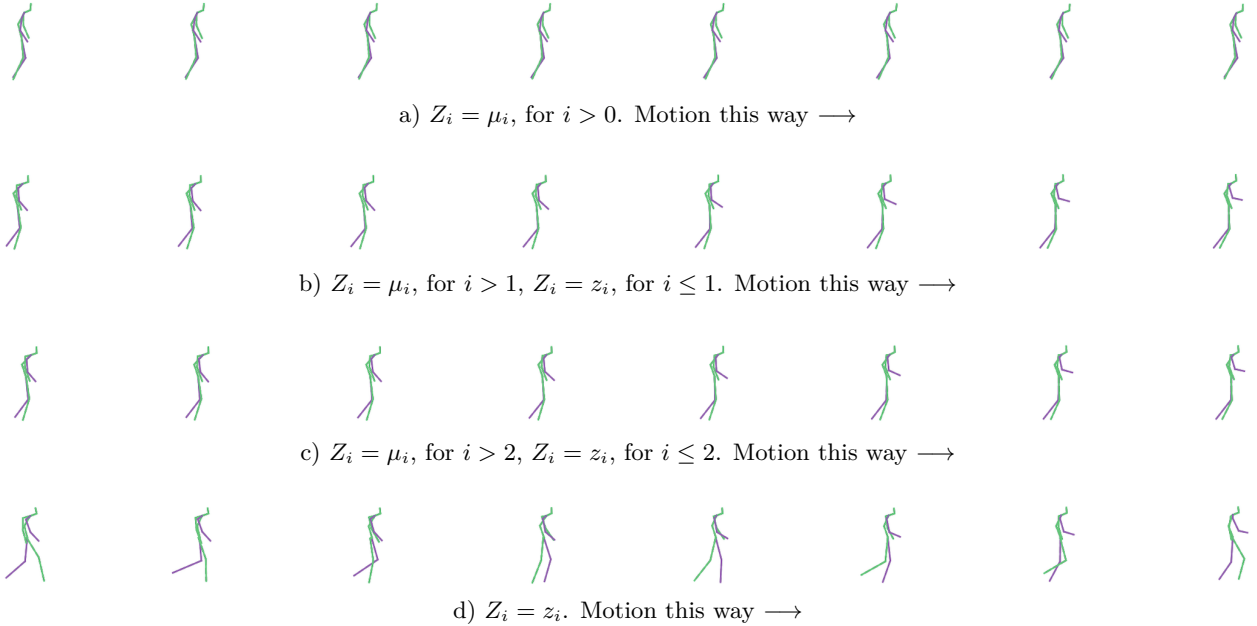 a) Z_i = μ_i, for i > 0. Motion this way ⟶
b) Z_i = μ_i, for i > 1, Z_i = z_i, for i ≤ 1. Motion this way ⟶
c) Z_i = μ_i, for i > 2, Z_i = z_i, for i ≤ 2. Motion this way ⟶
d) Z_i = z_i. Motion this way ⟶